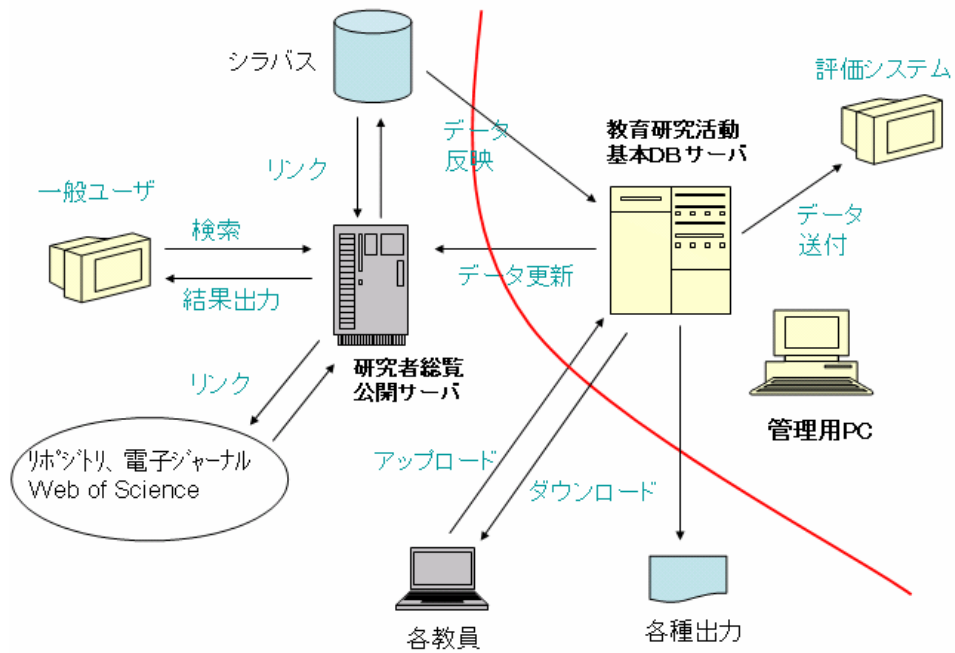 シラバス
評価システム
データ
反映
教育研究活動
基本DBサーバ
リンク
一般ユーザ
検索
データ
送付
データ更新
結果出力
研究者総覧
公開サーバ
リンク
管理用PC
リポジトリ、電子ジャーナル
Web of Science
アップロード
ダウンロード
各教員
各種出力